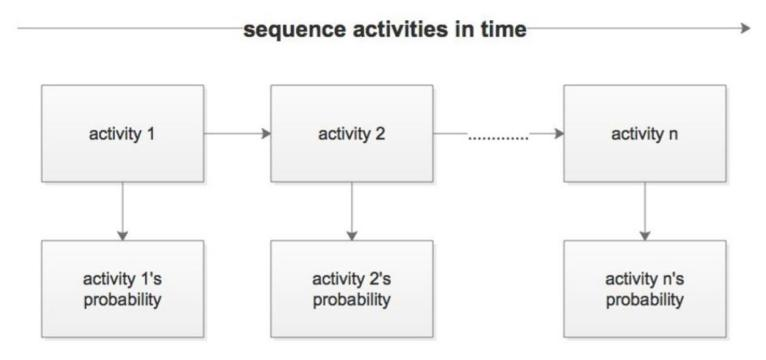 sequence activities in time
activity 1
activity 2
.............
activity n
activity 1's
probability
activity 2's
probability
activity n's
probability